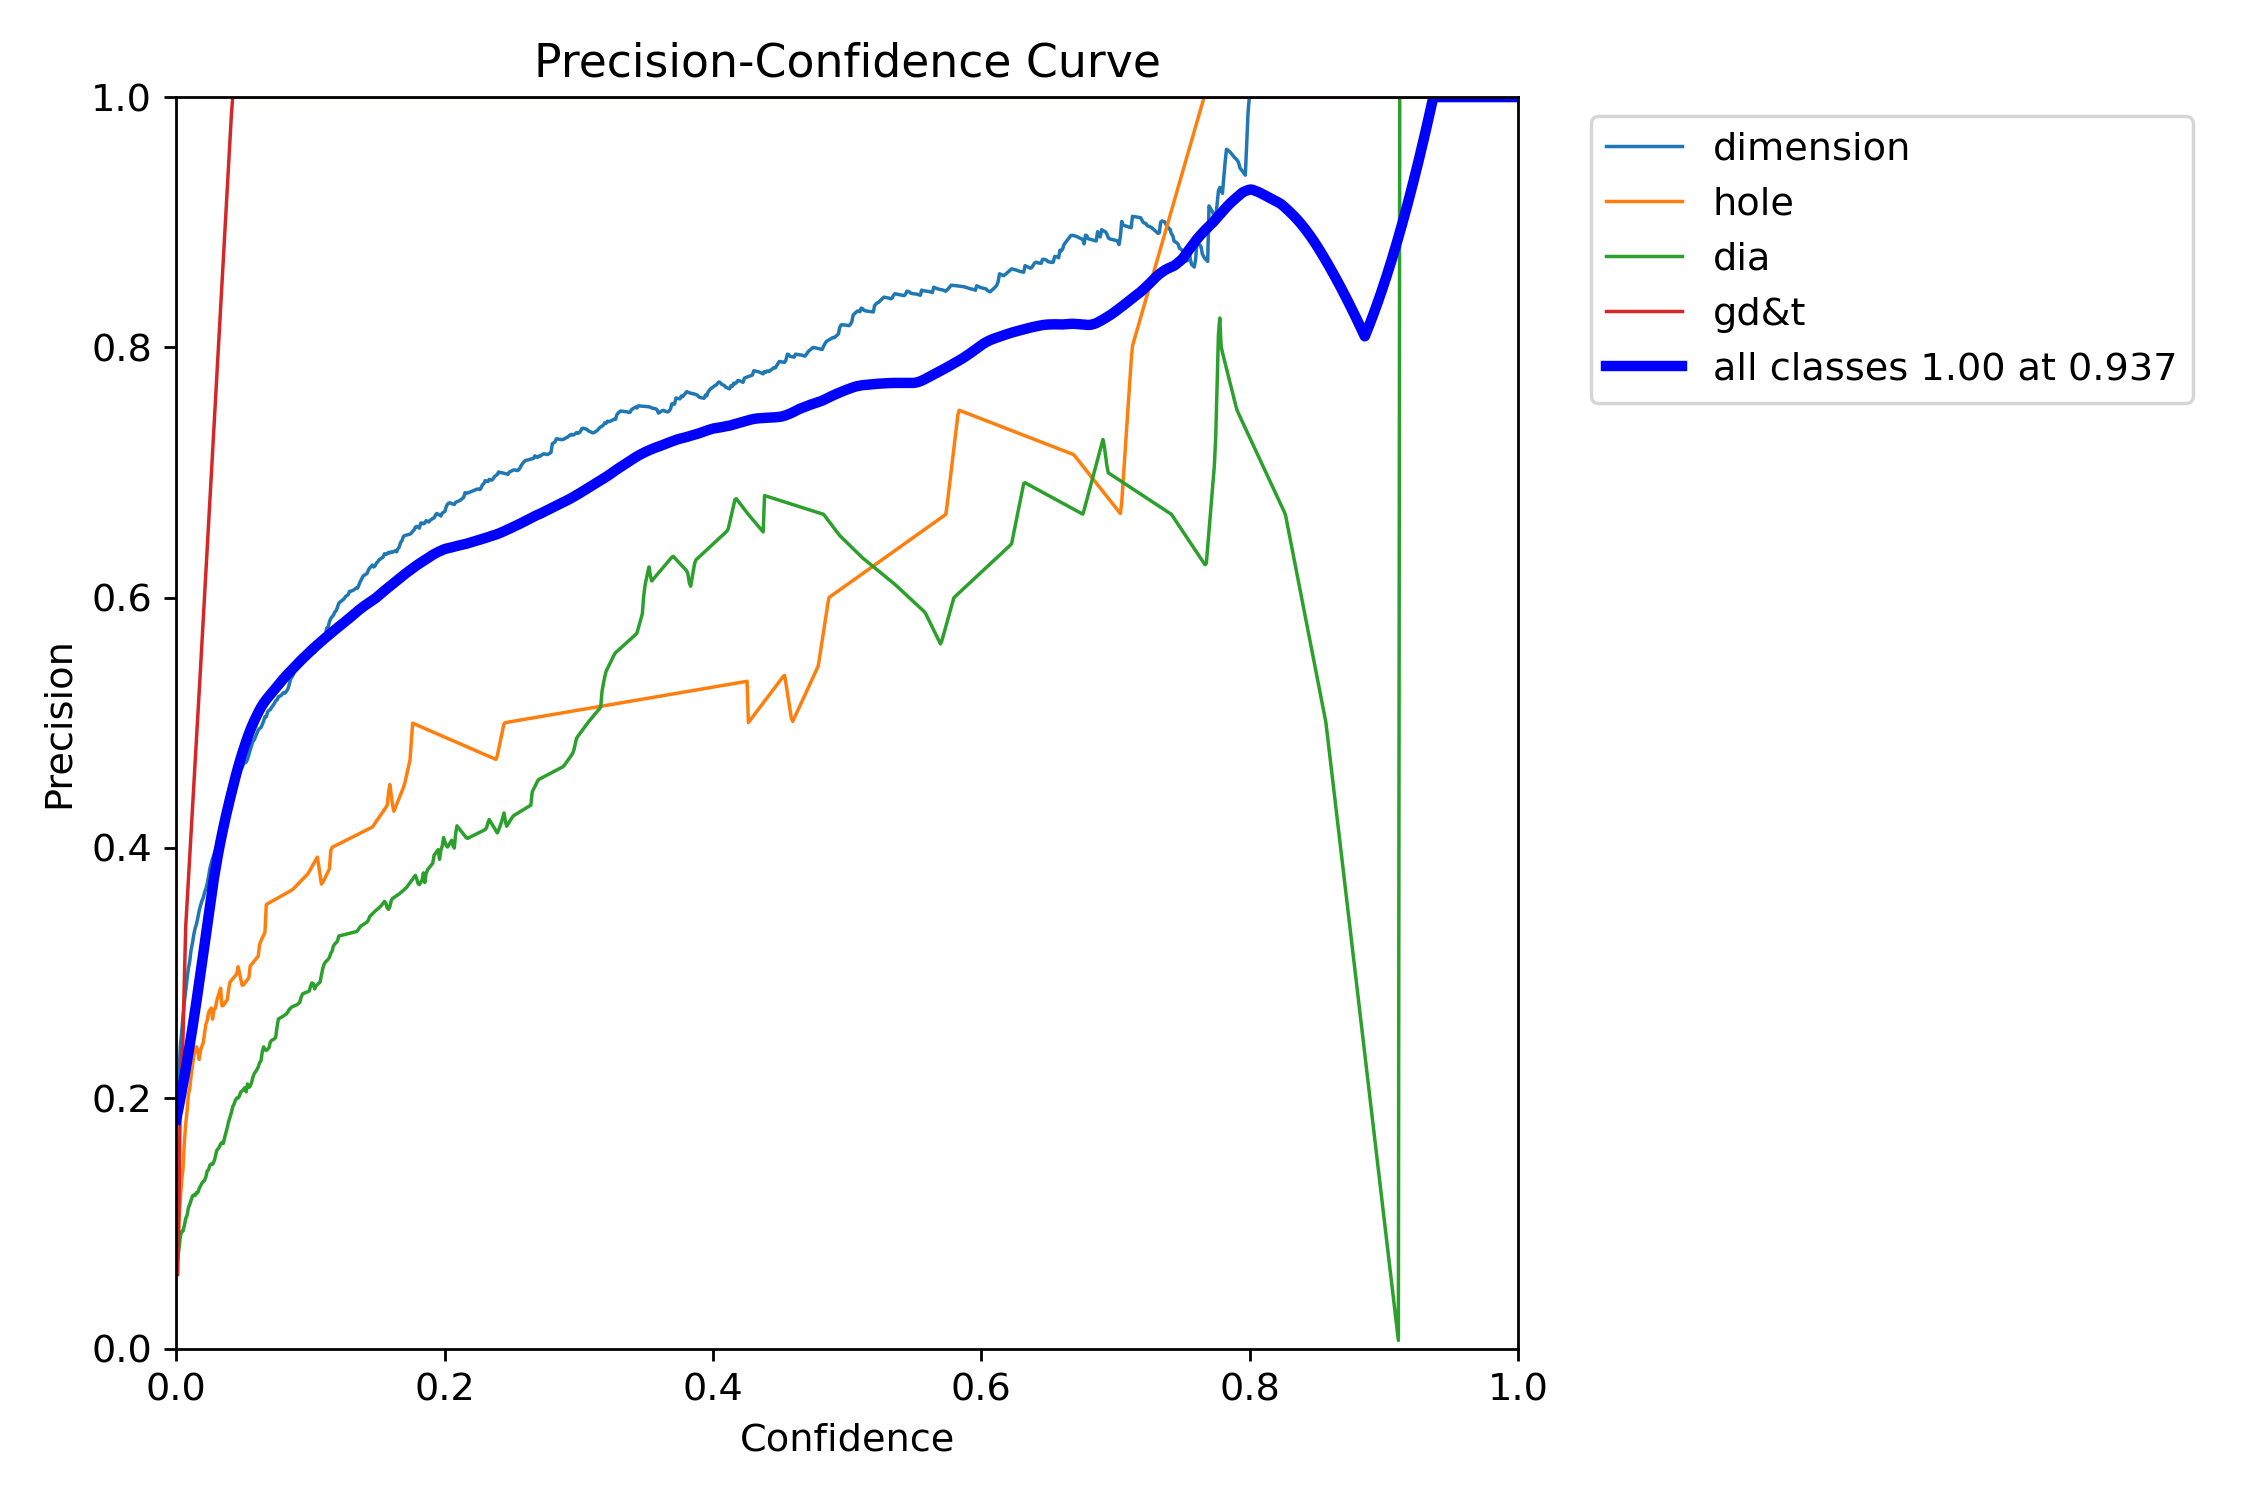 Precision-Confidence Curve
1.0
0.8
0.6
0.4
0.2
0.0
Precision
0.0 0.2 0.4 0.6 0.8 1.0
Confidence
dimension
hole
dia
gd&t
all classes 1.00 at 0.937